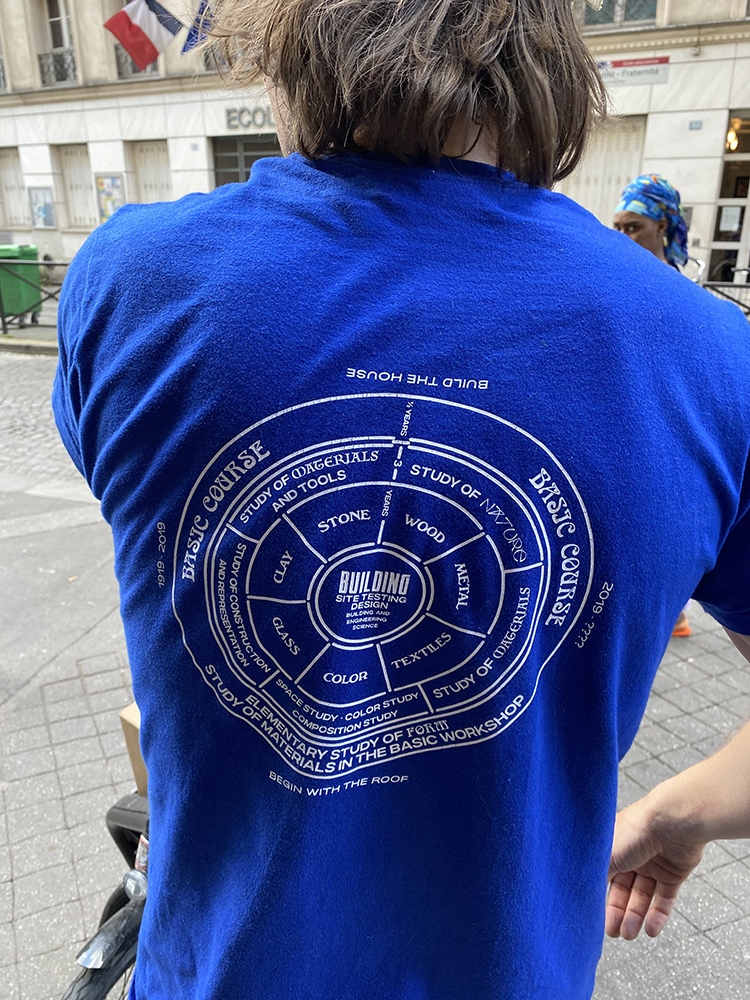 ECOL
Fraternité
BUILD THE HOUSE
½ YEARS
BASIC COURSE
BASIC COURSE
1919 2019
2019 - ????
STUDY OF MATERIALS
AND TOOLS
3
YEARS
STUDY OF NATURE
STUDY OF CONSTRUCTION
AND REPRESENTATION
STUDY OF MATERIALS
STONE
WOOD
CLAY
METAL
GLASS
TEXTILES
COLOR
BUILDING
SITE TESTING
DESIGN
BUILDING AND
ENGINEERING
SCIENCE
SPACE STUDY · COLOR STUDY
COMPOSITION STUDY
ELEMENTARY STUDY OF FORM
STUDY OF MATERIALS IN THE BASIC WORKSHOP
BEGIN WITH THE ROOF